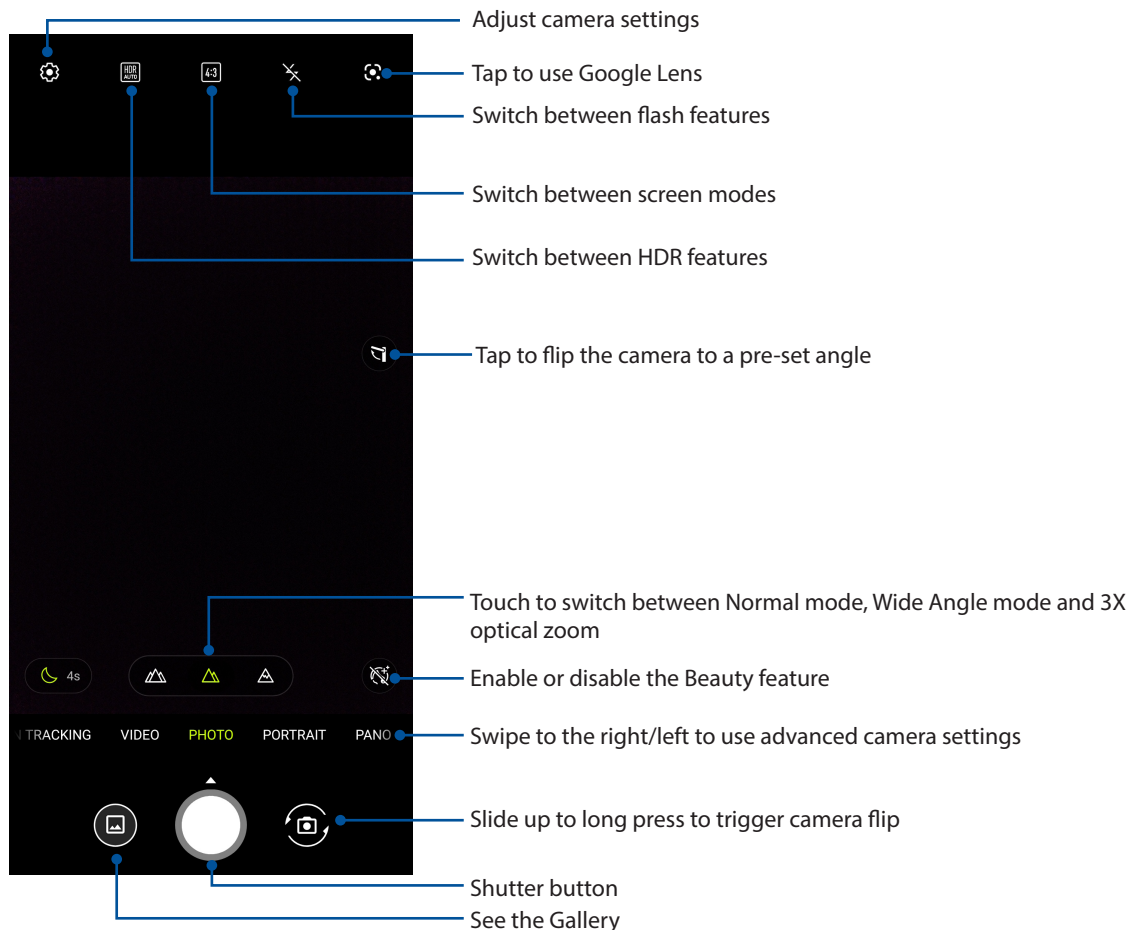 Adjust camera settings
HDR
AUTO
4:3
Tap to use Google Lens
Switch between flash features
Switch between screen modes
Switch between HDR features
Tap to flip the camera to a pre-set angle
Touch to switch between Normal mode, Wide Angle mode and 3X
optical zoom
4s
Enable or disable the Beauty feature
N TRACKING VIDEO PHOTO PORTRAIT PANO
Swipe to the right/left to use advanced camera settings
Slide up to long press to trigger camera flip
Shutter button
See the Gallery